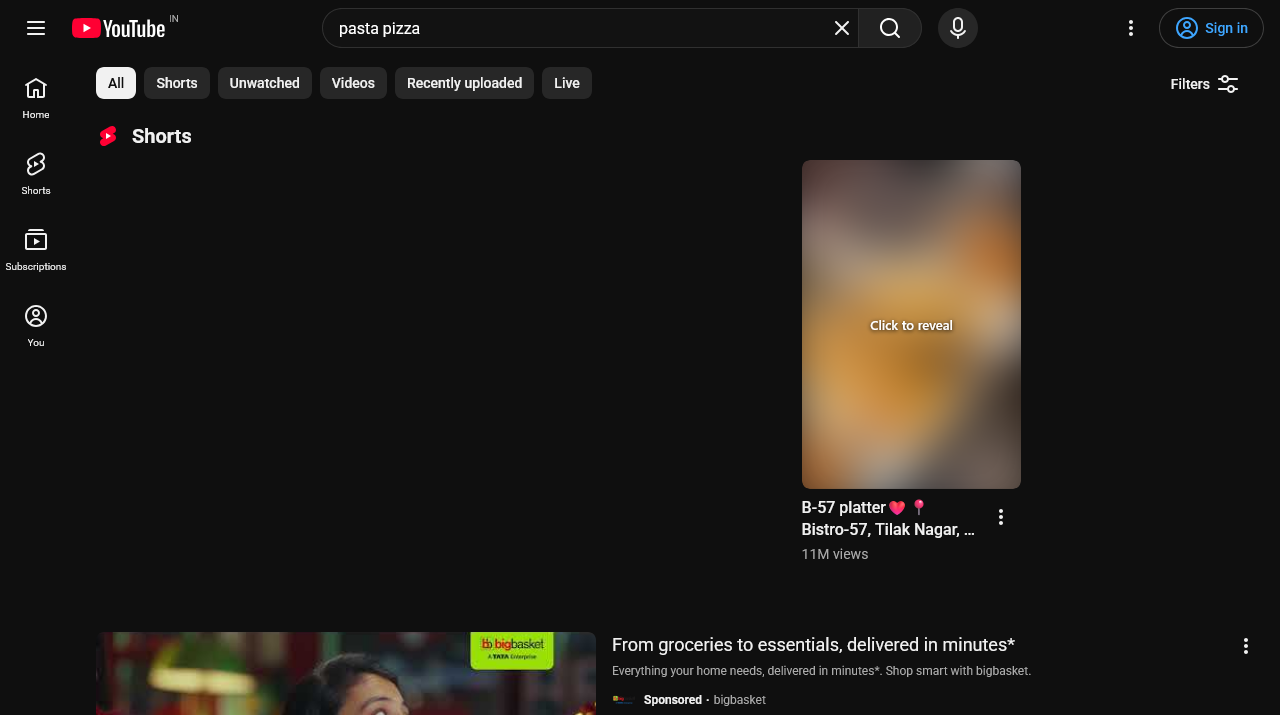 YouTube IN
pasta pizza
Sign in
All
Shorts
Unwatched
Videos
Recently uploaded
Live
Filters
Home
Shorts
Subscriptions
You
Shorts
Click to reveal
B-57 platter❤️ 📍
Bistro-57, Tilak Nagar, ...
11M views
bb bigbasket
A TATA Enterprise
From groceries to essentials, delivered in minutes*
Everything your home needs, delivered in minutes*. Shop smart with bigbasket.
Sponsored · bigbasket